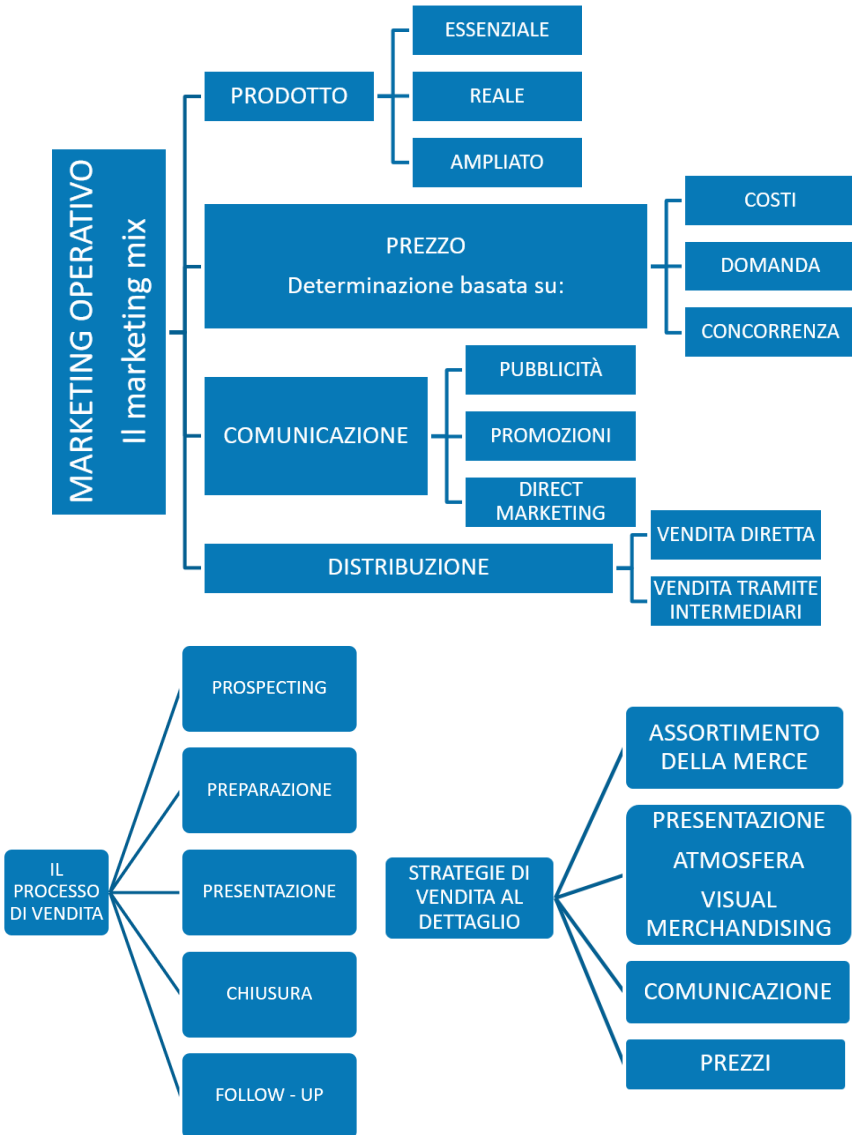 MARKETING OPERATIVO
Il marketing mix
PRODOTTO
ESSENZIALE
REALE
AMPLIATO
PREZZO
Determinazione basata su:
COSTI
DOMANDA
CONCORRENZA
COMUNICAZIONE
PUBBLICITÀ
PROMOZIONI
DIRECT
MARKETING
DISTRIBUZIONE
VENDITA DIRETTA
VENDITA TRAMITE
INTERMEDIARI
IL
PROCESSO
DI VENDITA
PROSPECTING
PREPARAZIONE
PRESENTAZIONE
CHIUSURA
FOLLOW - UP
STRATEGIE DI
VENDITA AL
DETTAGLIO
ASSORTIMENTO
DELLA MERCE
PRESENTAZIONE
ATMOSFERA
VISUAL
MERCHANDISING
COMUNICAZIONE
PREZZI